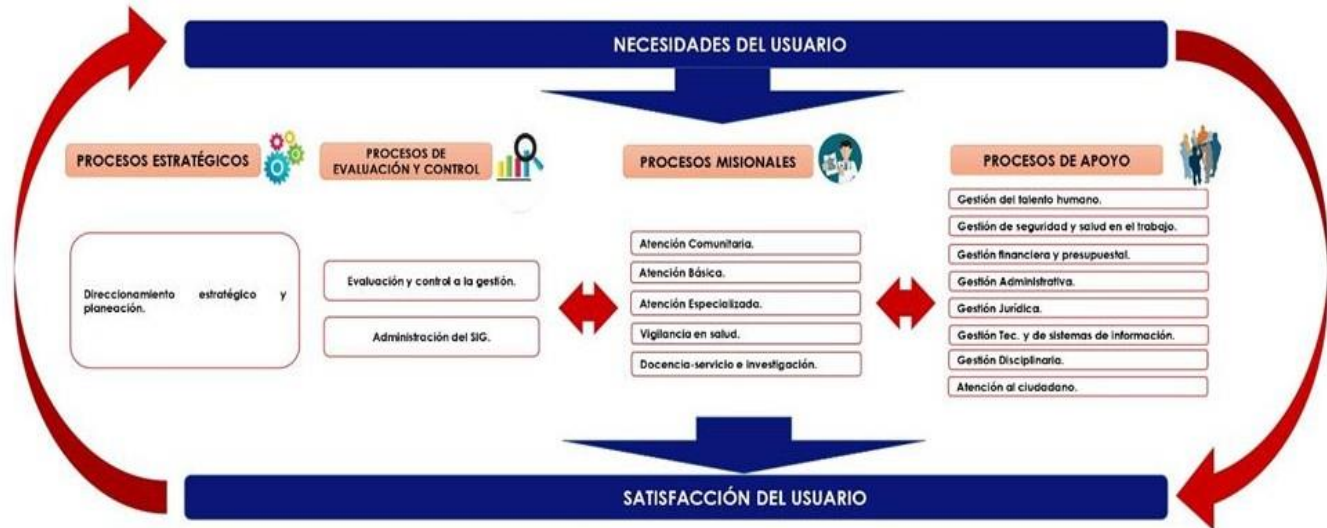 NECESIDADES DEL USUARIO
PROCESOS ESTRATÉGICOS
Direccionamiento estratégico y
planeación.
PROCESOS DE
EVALUACIÓN Y CONTROL
Evaluación y control a la gestión.
Administración del SIG.
PROCESOS MISIONALES
Atención Comunitaria.
Atención Básica.
Atención Especializada.
Vigilancia en salud.
Docencia-servicio e investigación.
PROCESOS DE APOYO
Gestión del talento humano.
Gestión de seguridad y salud en el trabajo.
Gestión financiera y presupuestal.
Gestión Administrativa.
Gestión Jurídica.
Gestión Tec. y de sistemas de información.
Gestión Disciplinaria.
Atención al ciudadano.
SATISFACCIÓN DEL USUARIO